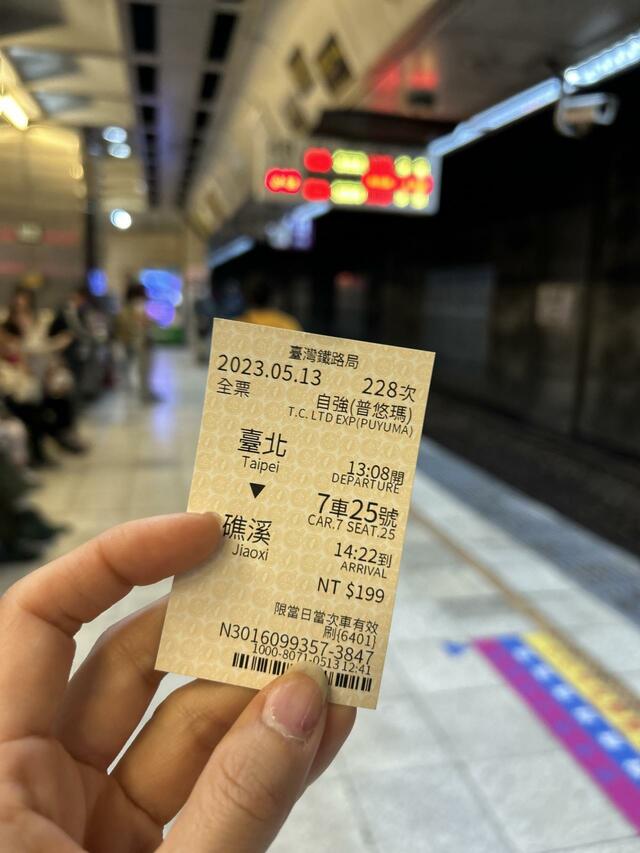 臺灣鐵路局
2023.05.13 228次
全票 自強(普悠瑪)
T.C. LTD EXP(PUYUMA)
臺北 13:08開
Taipei DEPARTURE
▼ 7車25號
CAR.7 SEAT.25
礁溪 14:22到
Jiaoxi ARRIVAL
NT $199
限當日當次車有效
刷{6401]
N3016099357-3847
1000-8071-0513 12:41